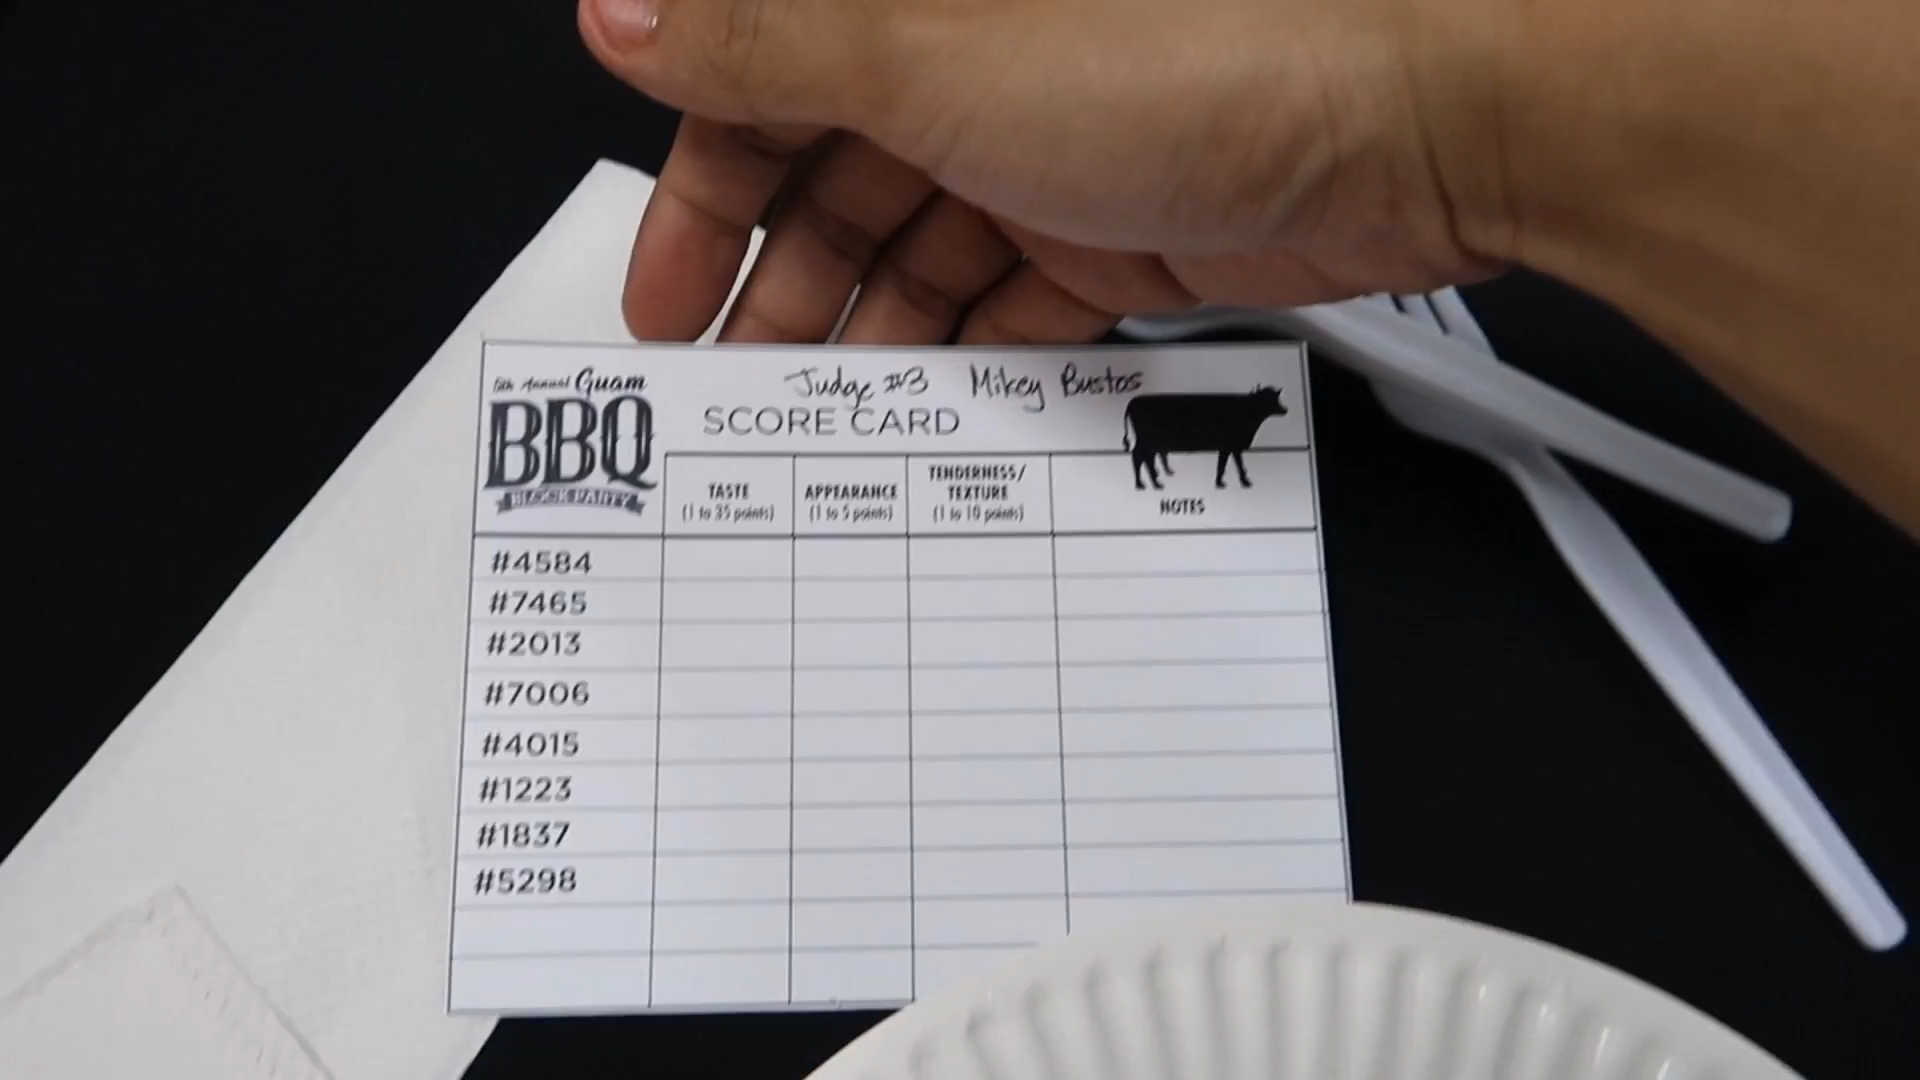 5th Annual Guam
BBQ
BLOCK PARTY
Judge #3 Mikey Bustos
SCORE CARD
TASTE
(1 to 35 points)
APPEARANCE
(1 to 5 points)
TENDERNESS/
TEXTURE
(1 to 10 points)
NOTES
#4584
#7465
#2013
#7006
#4015
#1223
#1837
#5298